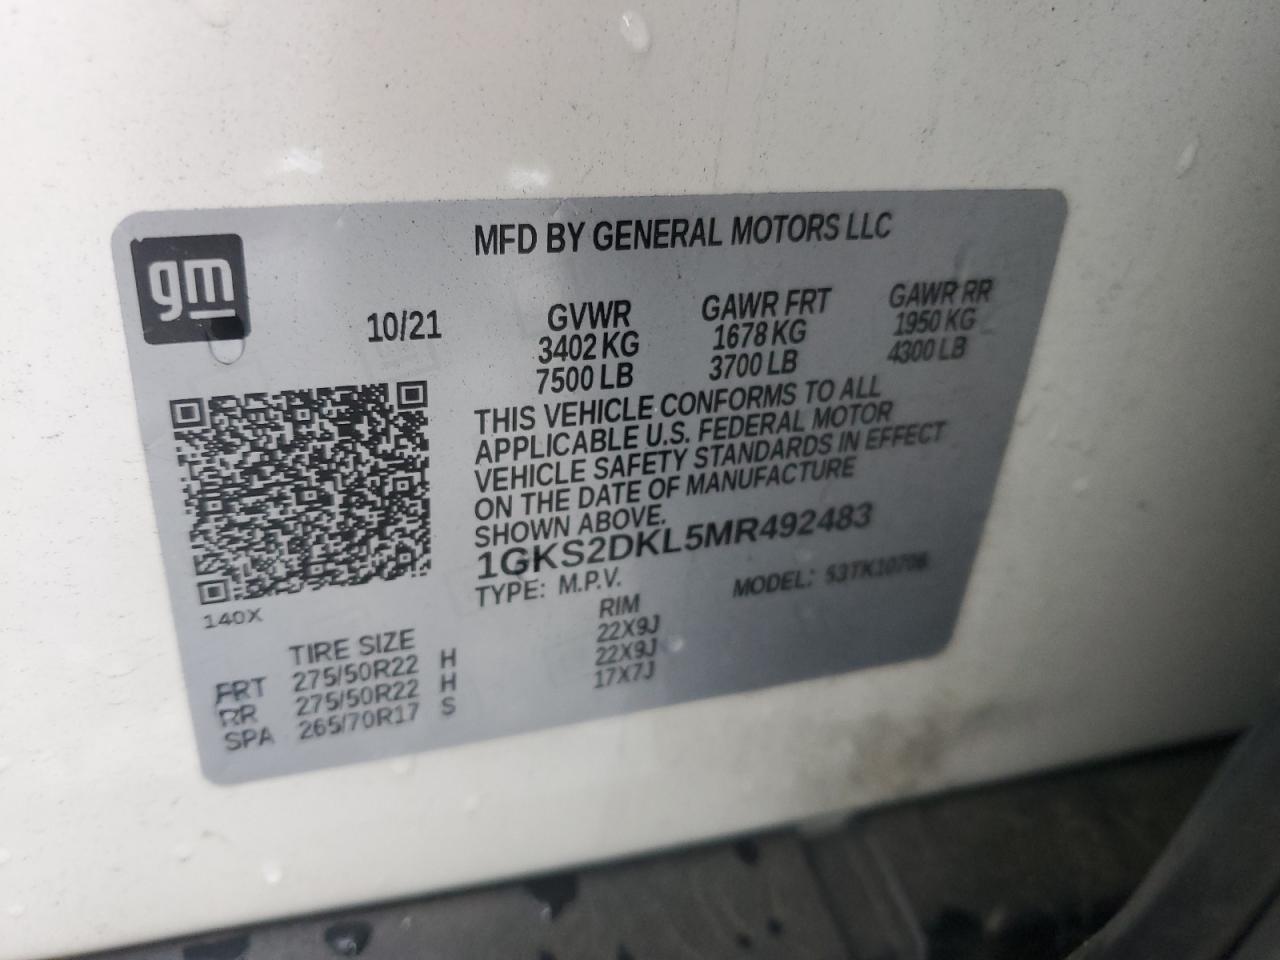 MFD BY GENERAL MOTORS LLC
gm
10/21
GVWR
3402 KG
7500 LB
GAWR FRT
1678 KG
3700 LB
GAWR RR
1950 KG
4300 LB
THIS VEHICLE CONFORMS TO ALL
APPLICABLE U.S. FEDERAL MOTOR
VEHICLE SAFETY STANDARDS IN EFFECT
ON THE DATE OF MANUFACTURE
SHOWN ABOVE.
1GKS2DKL5MR492483
TYPE: M.P.V.
MODEL: 53TK10706
140X
TIRE SIZE
RIM
FRT 275/50R22 H 22X9J
RR 275/50R22 H 22X9J
SPA 265/70R17 S 17X7J